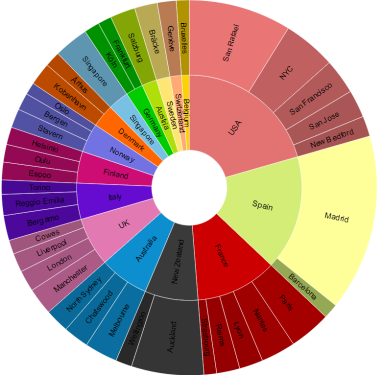 USA
Spain
France
New Zealand
Australia
UK
Italy
Finland
Norway
Denmark
Singapore
Germany
Austria
Sweden
Switzerland
Belgium
San Rafael
NYC
San Francisco
San Jose
New Bedford
Madrid
Barcelona
Paris
Nantes
Lyon
Reims
Auckland
Wellington
Melbourne
Chatswood
North Sydney
Manchester
London
Liverpool
Cowes
Bergamo
Reggio Emilia
Torino
Espoo
Oulu
Helsinki
Stavern
Bergen
Oslo
Kobenhavn
Århus
Singapore
Köln
Frankfurt
Salzburg
Bräcke
Genève
Bruxelles